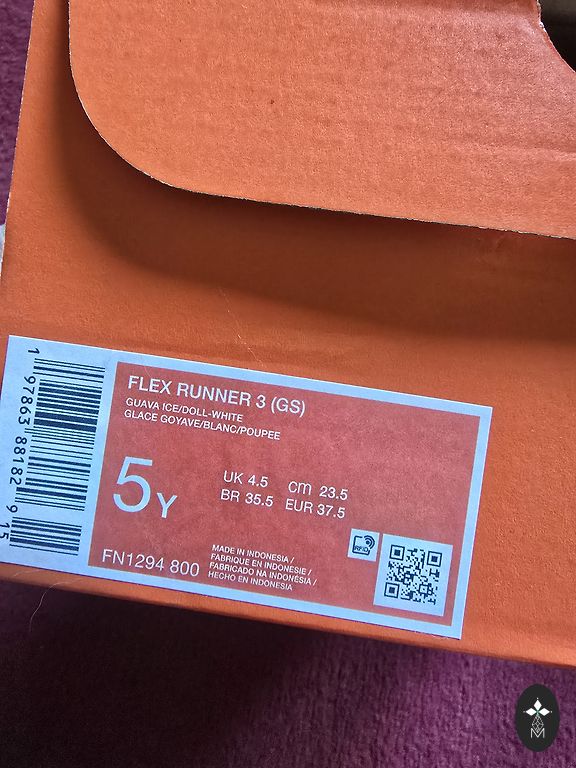 FLEX RUNNER 3 (GS)
GUAVA ICE/DOLL-WHITE
GLACE GOYAVE/BLANC/POUPEE
5Y
UK 4.5 cm 23.5
BR 35.5 EUR 37.5
FN1294 800
MADE IN INDONESIA /
FABRIQUE EN INDONESIE /
FABRICADO NA INDONÉSIA /
HECHO EN INDONESIA
RFID
1 97863 88182 9 15
M